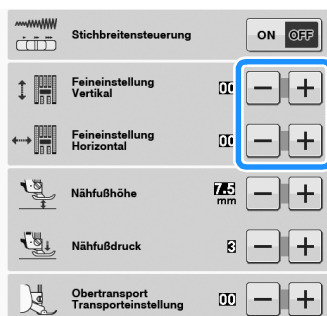 Stichbreitensteuerung
ON OFF
Feineinstellung
Vertikal
00
Feineinstellung
Horizontal
00
Nähfußhöhe
7.5
mm
Nähfußdruck
3
Obertransport
Transporteinstellung
00